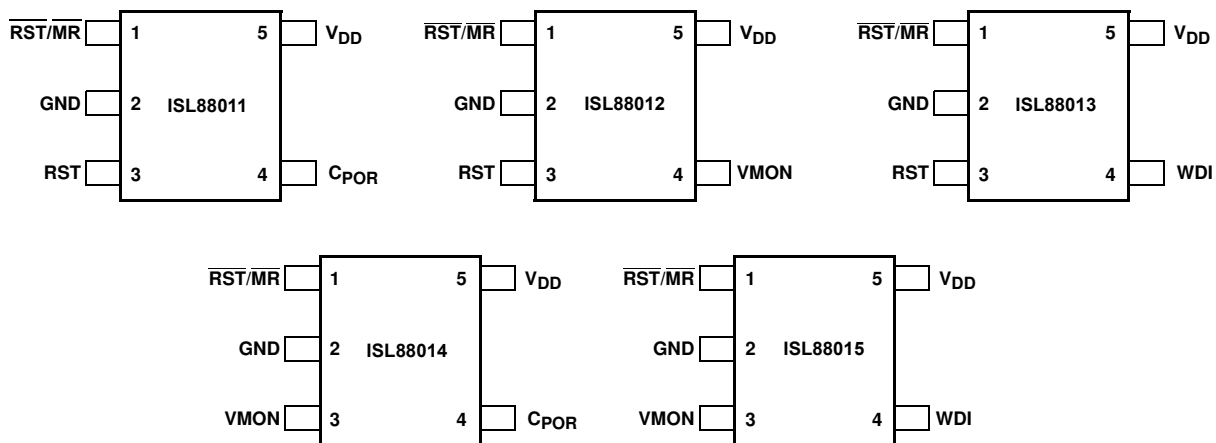 RST/MR 1 5 VDD RST/MR 1 5 VDD RST/MR 1 5 VDD
GND 2 ISL88011 GND 2 ISL88012 GND 2 ISL88013
RST 3 4 CPOR RST 3 4 VMON RST 3 4 WDI
RST/MR 1 5 VDD RST/MR 1 5 VDD
GND 2 ISL88014 GND 2 ISL88015
VMON 3 4 CPOR VMON 3 4 WDI